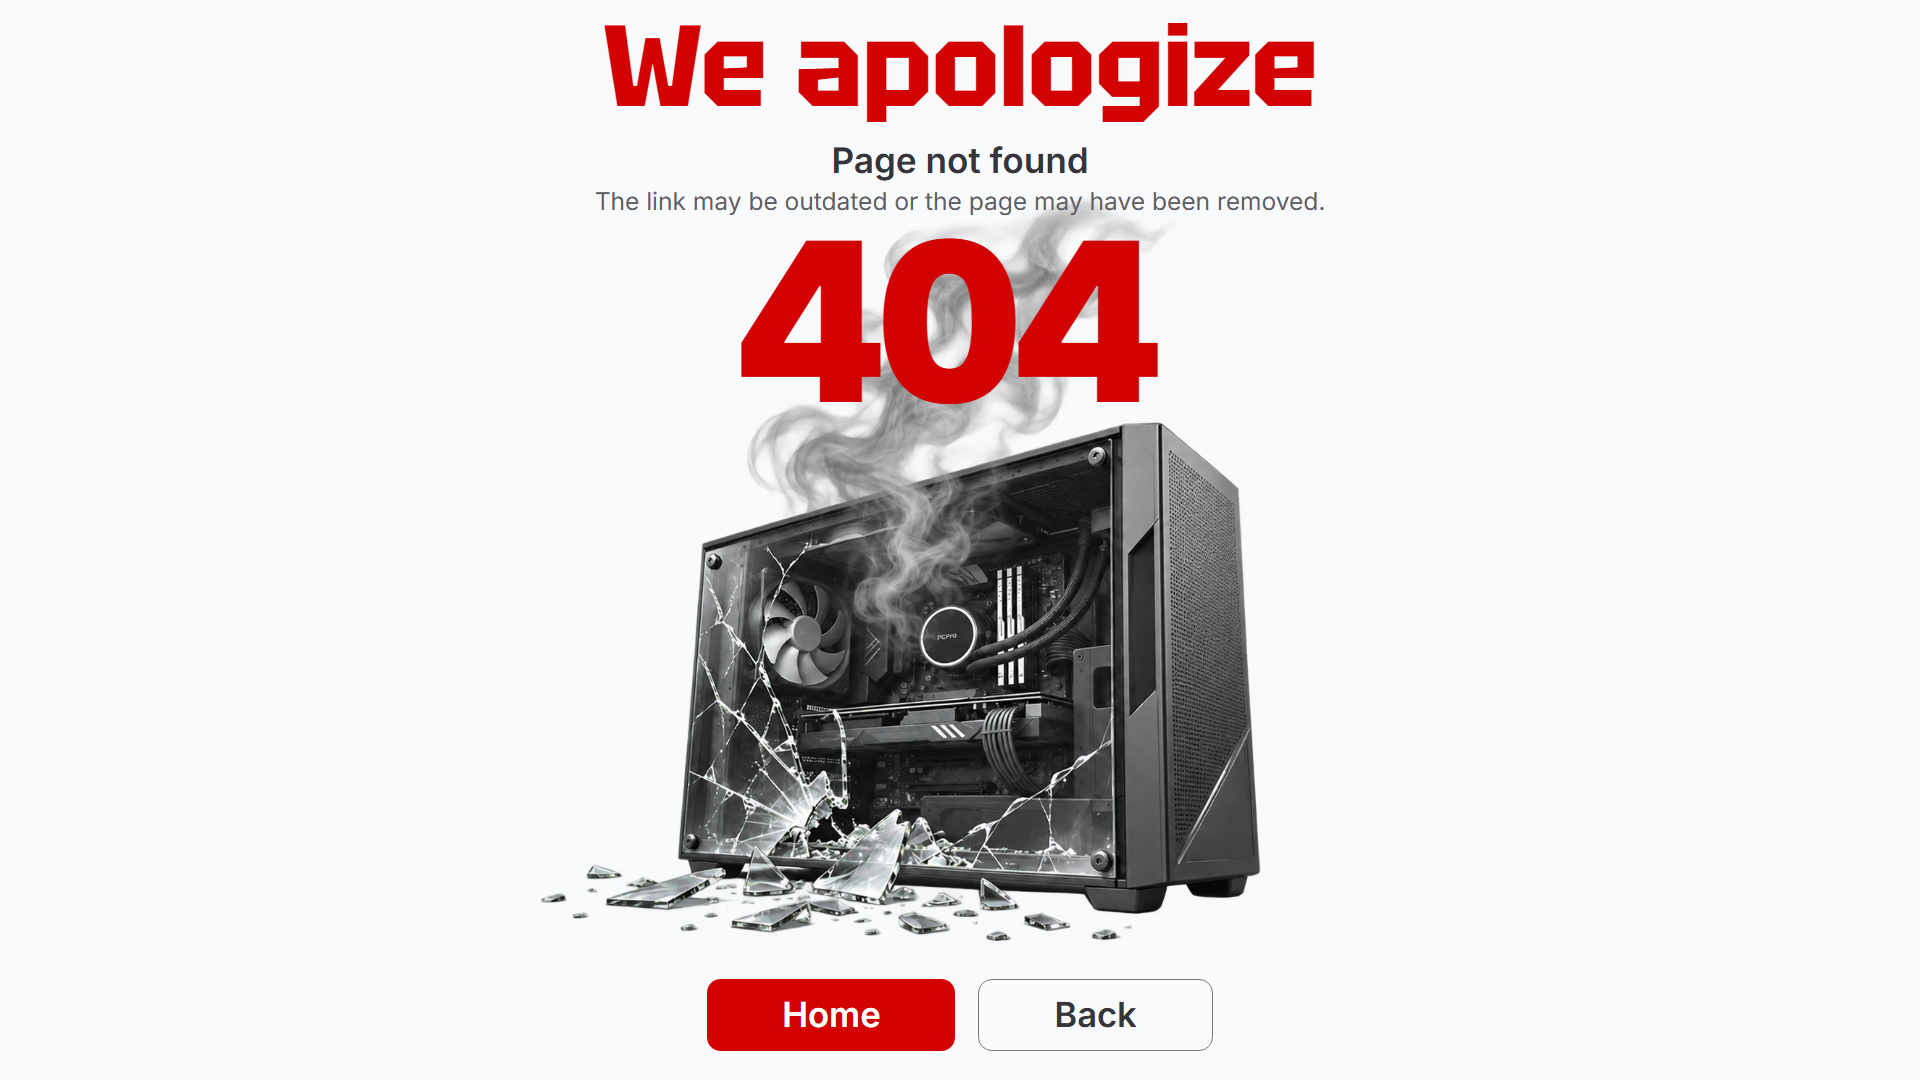 We apologize
Page not found
The link may be outdated or the page may have been removed.
404
PCPro
Home
Back